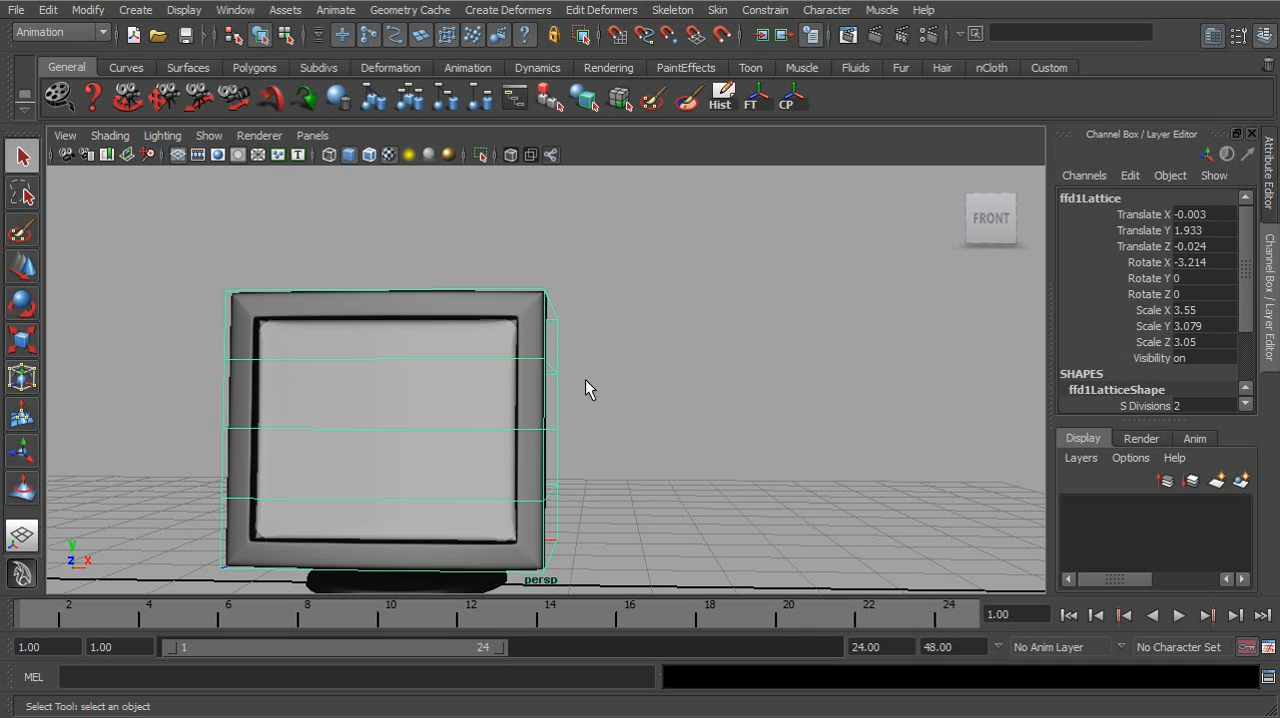 File Edit Modify Create Display Window Assets Animate Geometry Cache Create Deformers Edit Deformers Skeleton Skin Constrain Character Muscle Help
Animation
General Curves Surfaces Polygons Subdivs Deformation Animation Dynamics Rendering PaintEffects Toon Muscle Fluids Fur Hair nCloth Custom
Hist FT CP
View Shading Lighting Show Renderer Panels
Channel Box / Layer Editor
Channels Edit Object Show
ffd1Lattice
Translate X -0.003
Translate Y 1.933
Translate Z -0.024
Rotate X -3.214
Rotate Y 0
Rotate Z 0
Scale X 3.55
Scale Y 3.079
Scale Z 3.05
Visibility on
SHAPES
ffd1LatticeShape
S Divisions 2
Attribute Editor
Channel Box / Layer Editor
FRONT
Display Render Anim
Layers Options Help
y
z x
persp
2 4 6 8 10 12 14 16 18 20 22 24 1.00
1.00 1.00 1 24 24.00 48.00 No Anim Layer No Character Set
MEL
Select Tool: select an object